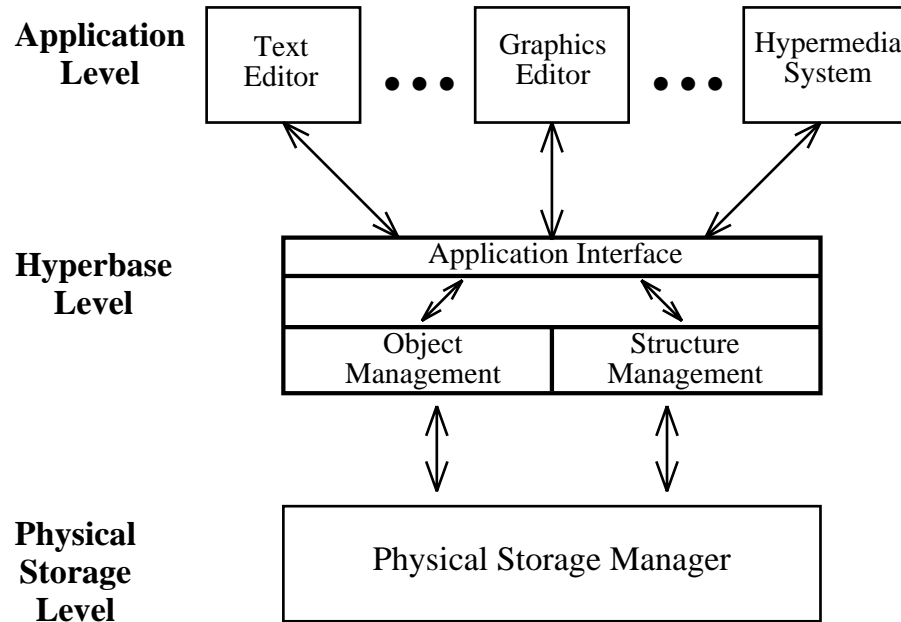 Application
Level
Text
Editor
Graphics
Editor
Hypermedia
System
Hyperbase
Level
Application Interface
Object
Management
Structure
Management
Physical
Storage
Level
Physical Storage Manager